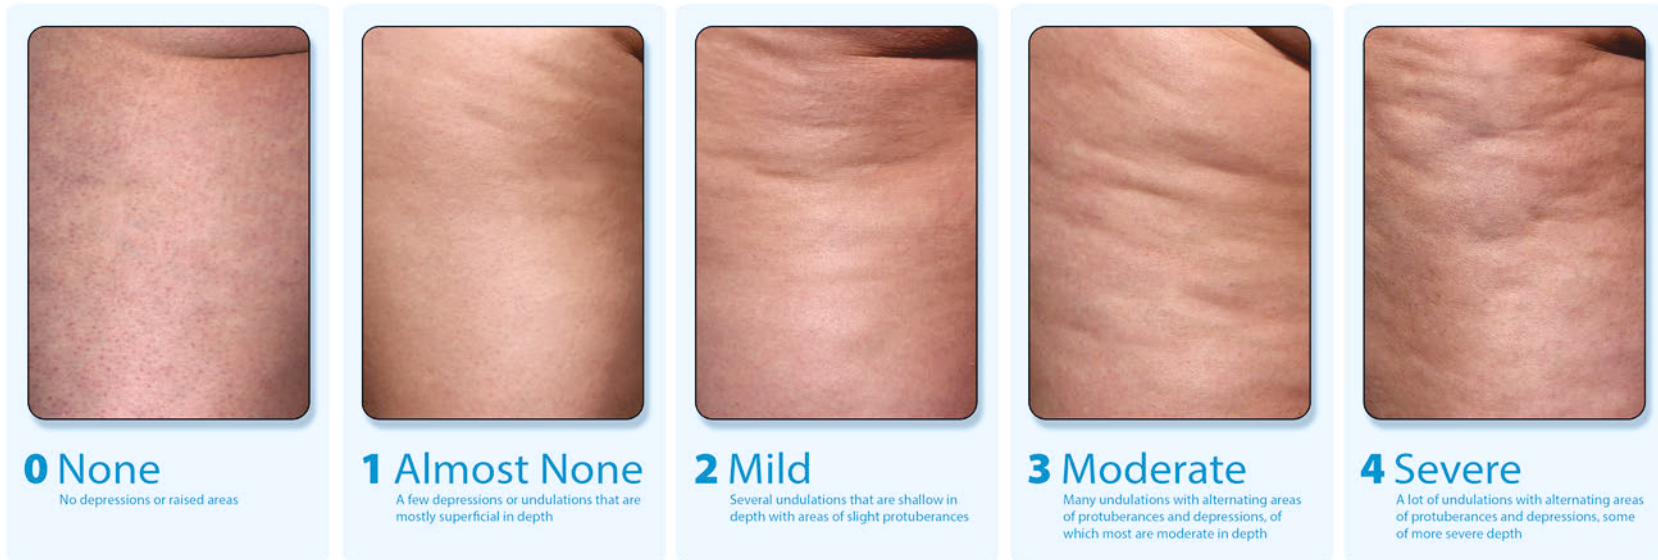 0 None
No depressions or raised areas
1 Almost None
A few depressions or undulations that are
mostly superficial in depth
2 Mild
Several undulations that are shallow in
depth with areas of slight protuberances
3 Moderate
Many undulations with alternating areas
of protuberances and depressions, of
which most are moderate in depth
4 Severe
A lot of undulations with alternating areas
of protuberances and depressions, some
of more severe depth